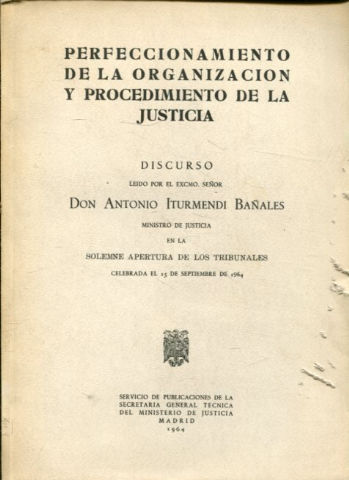 PERFECCIONAMIENTO
DE LA ORGANIZACION
Y PROCEDIMIENTO DE LA
JUSTICIA
DISCURSO
LEIDO POR EL EXCMO. SEÑOR
DON ANTONIO ITURMENDI BAÑALES
MINISTRO DE JUSTICIA
EN LA
SOLEMNE APERTURA DE LOS TRIBUNALES
CELEBRADA EL 15 DE SEPTIEMBRE DE 1964
SERVICIO DE PUBLICACIONES DE LA
SECRETARIA GENERAL TECNICA
DEL MINISTERIO DE JUSTICIA
MADRID
1964